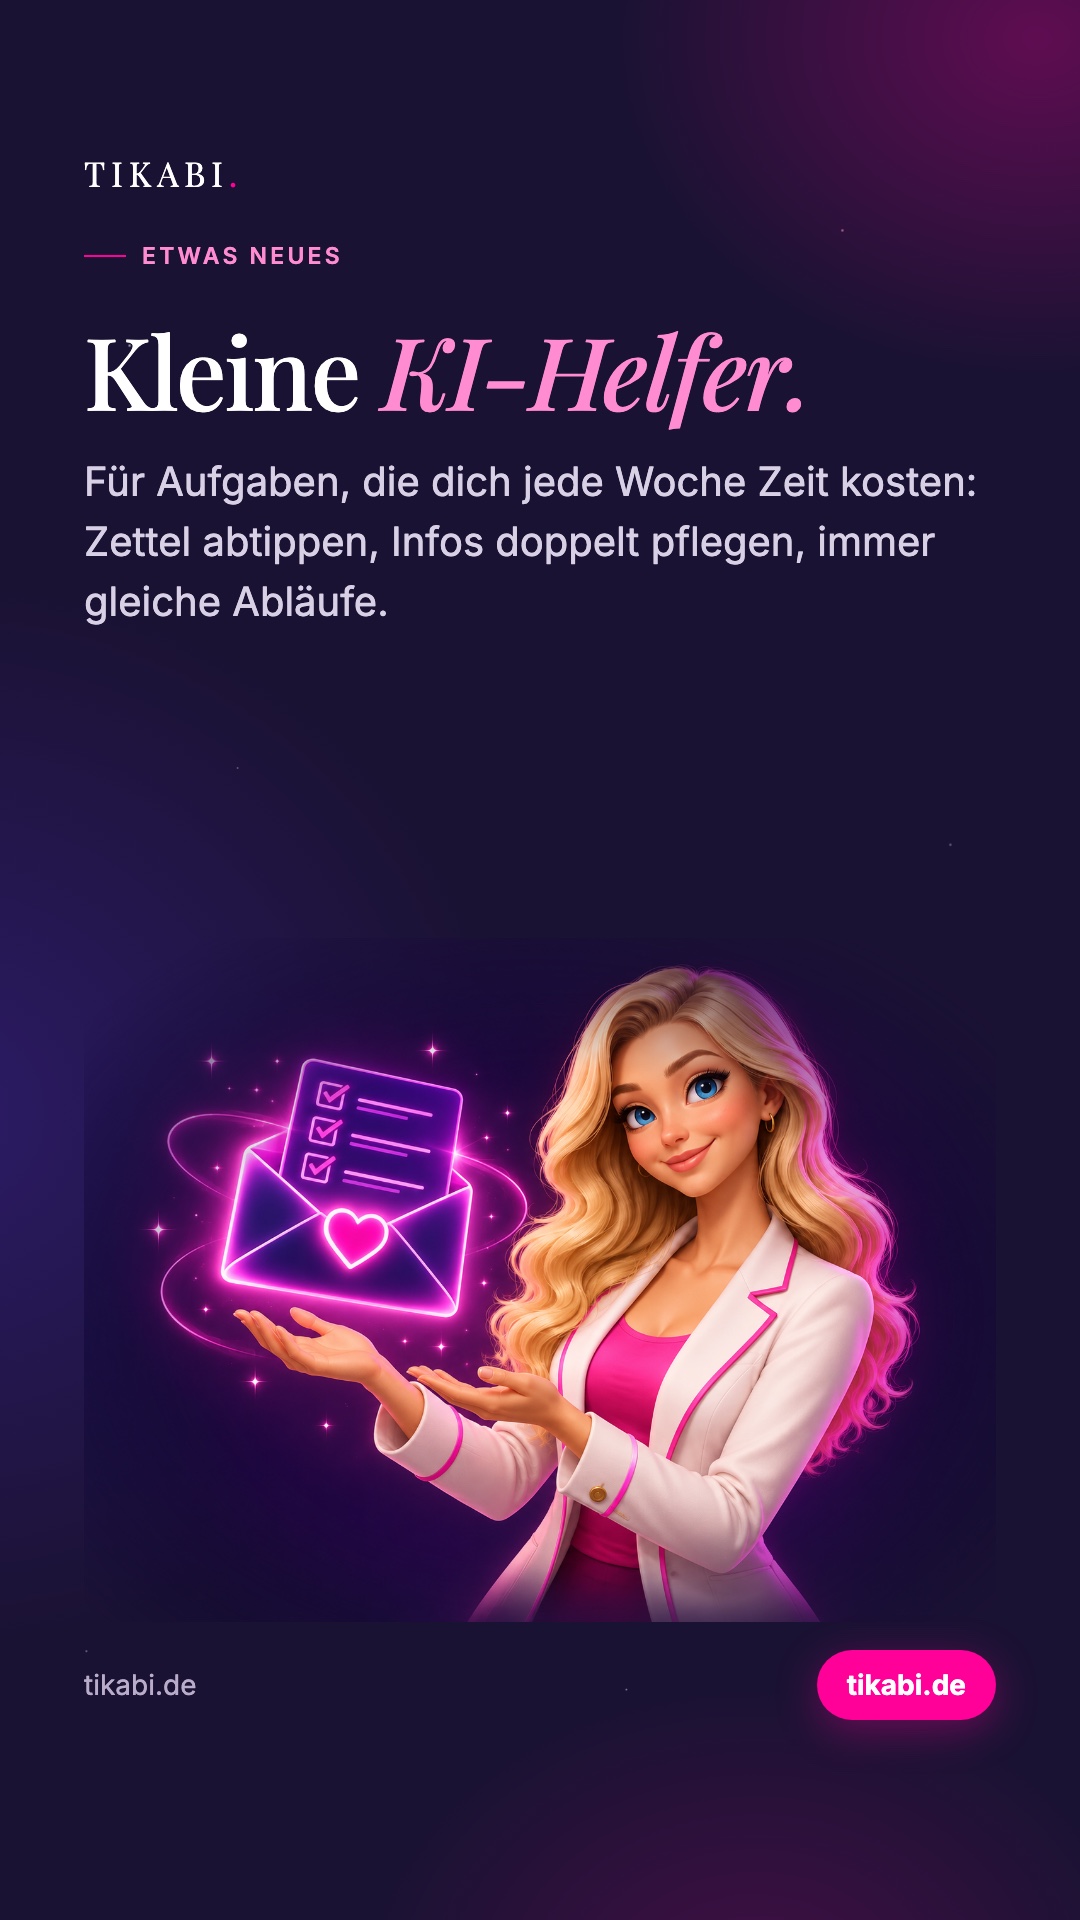 TIKABI.
ETWAS NEUES
Kleine KI-Helfer.
Für Aufgaben, die dich jede Woche Zeit kosten:
Zettel abtippen, Infos doppelt pflegen, immer
gleiche Abläufe.
tikabi.de
tikabi.de